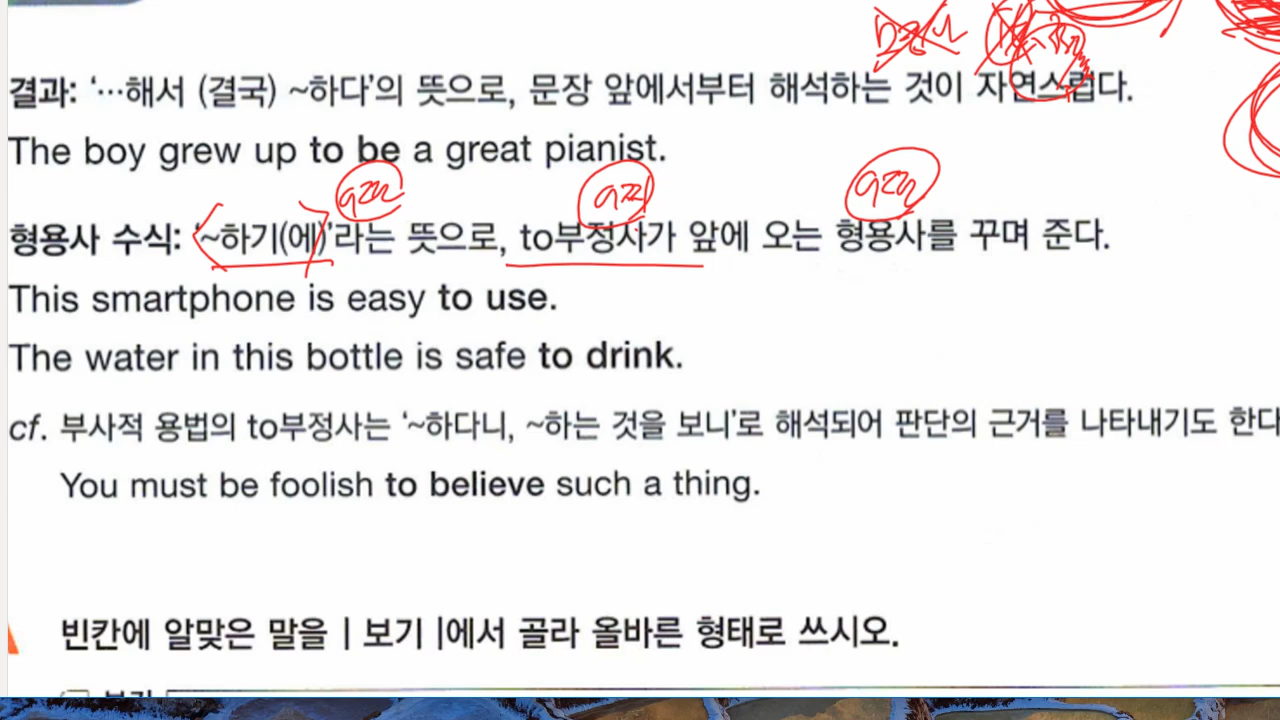 결과: ‘…해서 (결국) ~하다’의 뜻으로, 문장 앞에서부터 해석하는 것이 자연스럽다.
The boy grew up to be a great pianist.
형용사 수식: ‘~하기(에)’라는 뜻으로, to부정사가 앞에 오는 형용사를 꾸며 준다.
This smartphone is easy to use.
The water in this bottle is safe to drink.
cf. 부사적 용법의 to부정사는 ‘~하다니, ~하는 것을 보니’로 해석되어 판단의 근거를 나타내기도 한다
You must be foolish to believe such a thing.
빈칸에 알맞은 말을 | 보기 |에서 골라 올바른 형태로 쓰시오.